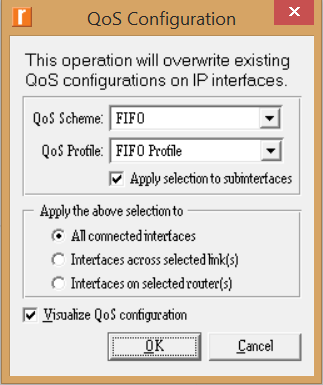 QoS Configuration
This operation will overwrite existing
QoS configurations on IP interfaces.
QoS Scheme: FIFO
QoS Profile: FIFO Profile
Apply selection to subinterfaces
Apply the above selection to
All connected interfaces
Interfaces across selected link(s)
Interfaces on selected router(s)
Visualize QoS configuration
OK Cancel